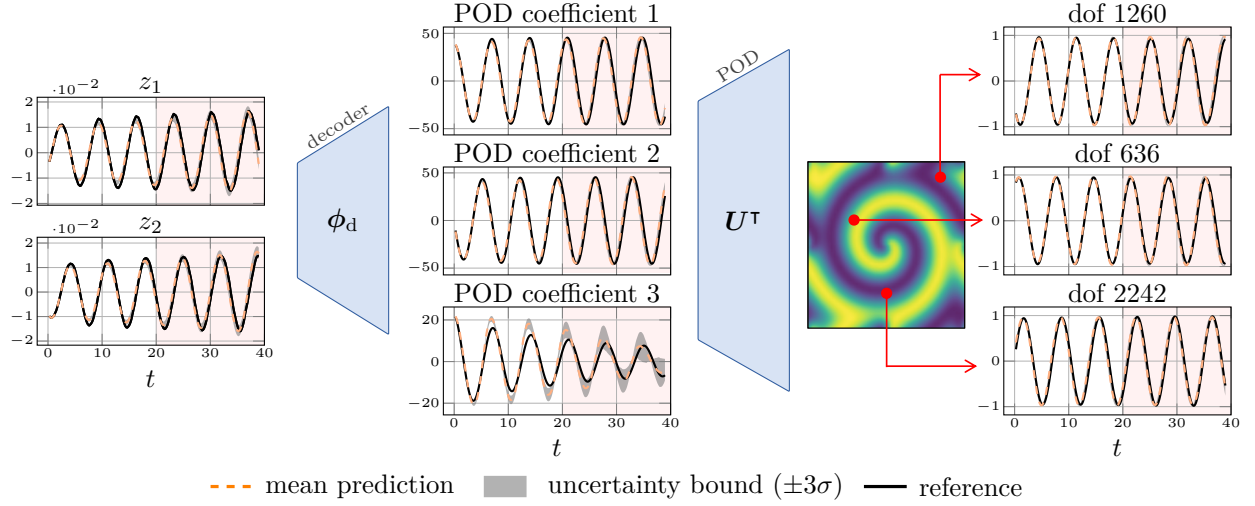 POD coefficient 1
50
0
−50
dof 1260
1
0
−1
·10⁻² z₁
2
1
0
−1
−2
decoder
ϕ_d
POD
𝑼ᵀ
POD coefficient 2
50
0
−50
dof 636
1
0
−1
·10⁻² z₂
2
1
0
−1
−2
0 10 20 30 40
t
POD coefficient 3
20
0
−20
0 10 20 30 40
t
dof 2242
1
0
−1
0 10 20 30 40
t
mean prediction uncertainty bound (±3σ) reference